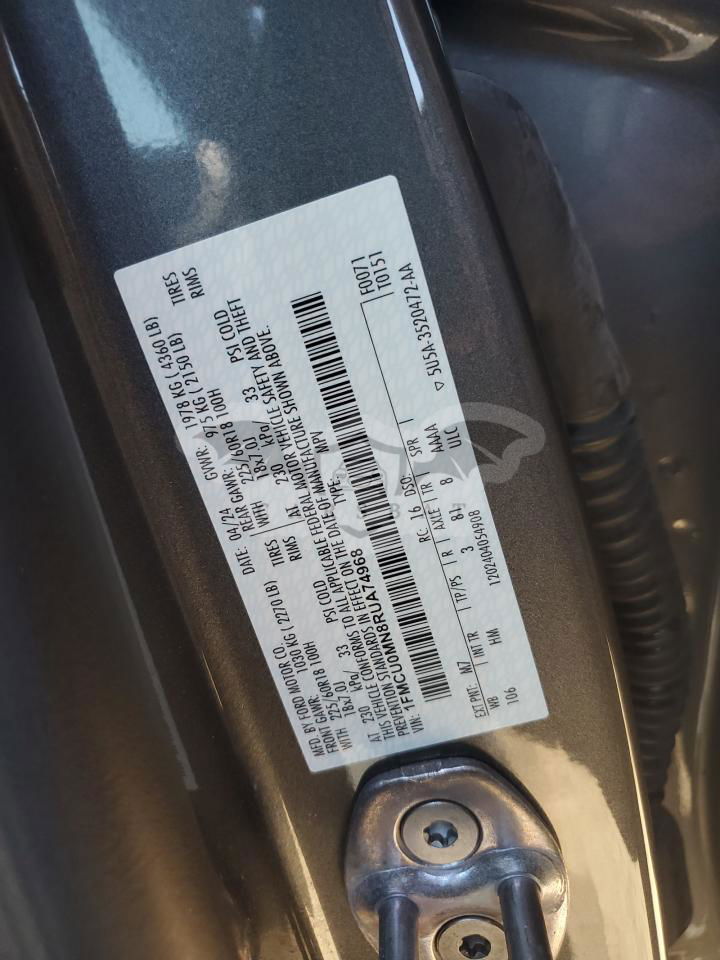 MFD. BY FORD MOTOR CO.
DATE: 04/24 GVWR: 1978 KG ( 4360 LB)
FRONT GAWR: 1030 KG ( 2270 LB) REAR GAWR: 975 KG ( 2150 LB)
WITH 225/60R18 100H TIRES WITH 225/60R18 100H TIRES
18x7.0J RIMS 18x7.0J RIMS
AT 230 kPa/ 33 PSI COLD AT 230 kPa/ 33 PSI COLD
THIS VEHICLE CONFORMS TO ALL APPLICABLE FEDERAL MOTOR VEHICLE SAFETY AND THEFT
PREVENTION STANDARDS IN EFFECT ON THE DATE OF MANUFACTURE SHOWN ABOVE.
VIN: 1FMCU0MN8RUA74968 TYPE: MPV
F0071
T0151
EXT PNT: M7 RC: 16 DSO:
WB INT TR TP/PS R AXLE TR SPR
106 HM 3 8L 8 AAAA
120240405490B UIC
5U5A-3520472-AA